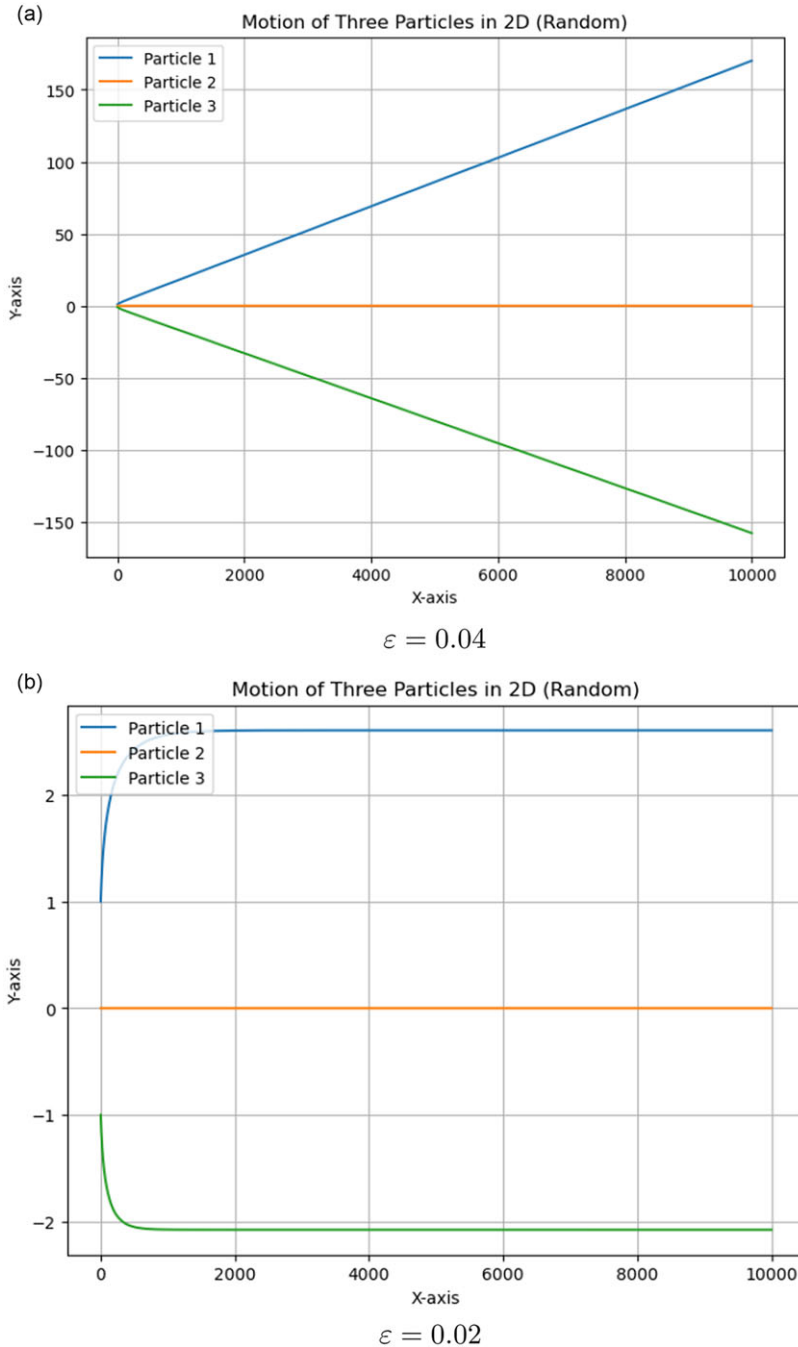 (a)
Motion of Three Particles in 2D (Random)
Particle 1
Particle 2
Particle 3
150
100
50
0
−50
−100
−150
Y-axis
0 2000 4000 6000 8000 10000
X-axis
ε = 0.04
(b)
Motion of Three Particles in 2D (Random)
Particle 1
Particle 2
Particle 3
2
1
0
−1
−2
Y-axis
0 2000 4000 6000 8000 10000
X-axis
ε = 0.02